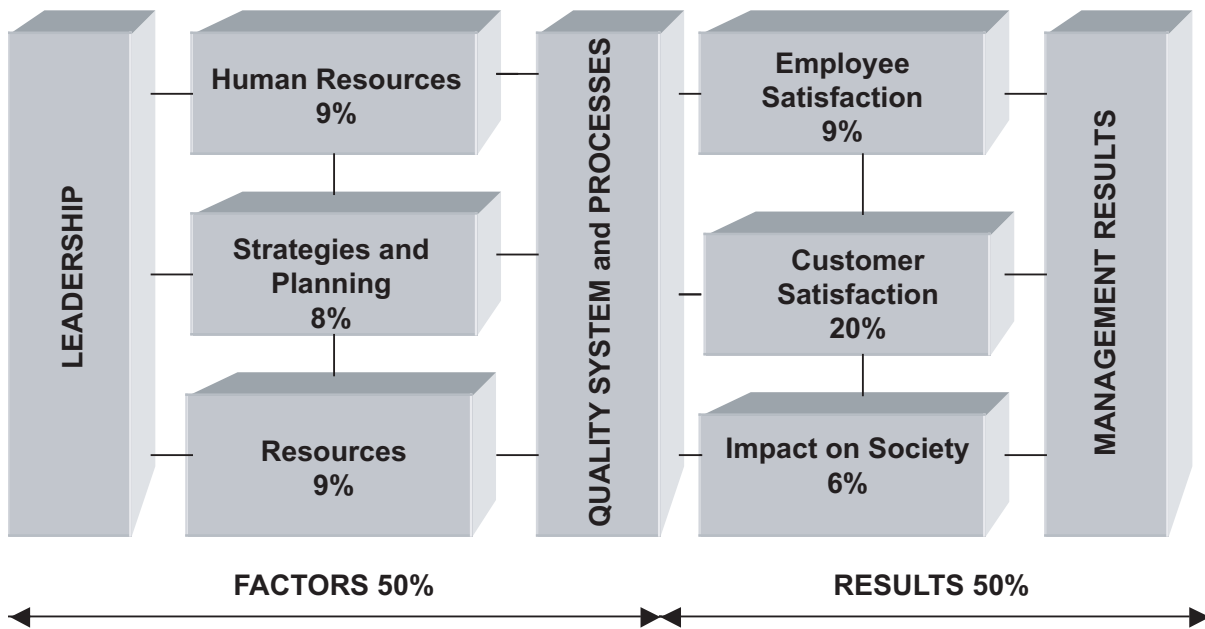 LEADERSHIP
Human Resources
9%
Strategies and
Planning
8%
Resources
9%
QUALITY SYSTEM and PROCESSES
Employee
Satisfaction
9%
Customer
Satisfaction
20%
Impact on Society
6%
MANAGEMENT RESULTS
FACTORS 50%
RESULTS 50%